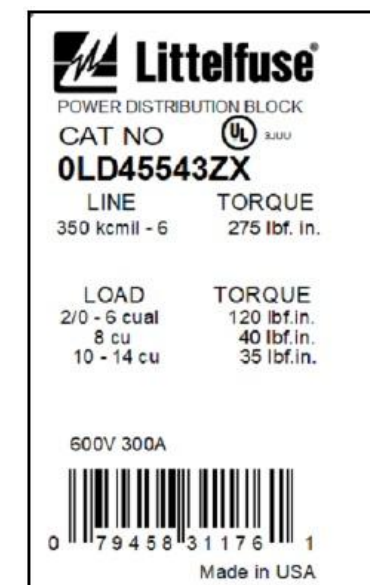 Littelfuse®
POWER DISTRIBUTION BLOCK
CAT NO UL 3JUU
0LD45543ZX
LINE TORQUE
350 kcmil - 6 275 lbf. in.
LOAD TORQUE
2/0 - 6 cual 120 lbf.in.
8 cu 40 lbf.in.
10 - 14 cu 35 lbf.in.
600V 300A
0 79458 31176 1
Made in USA